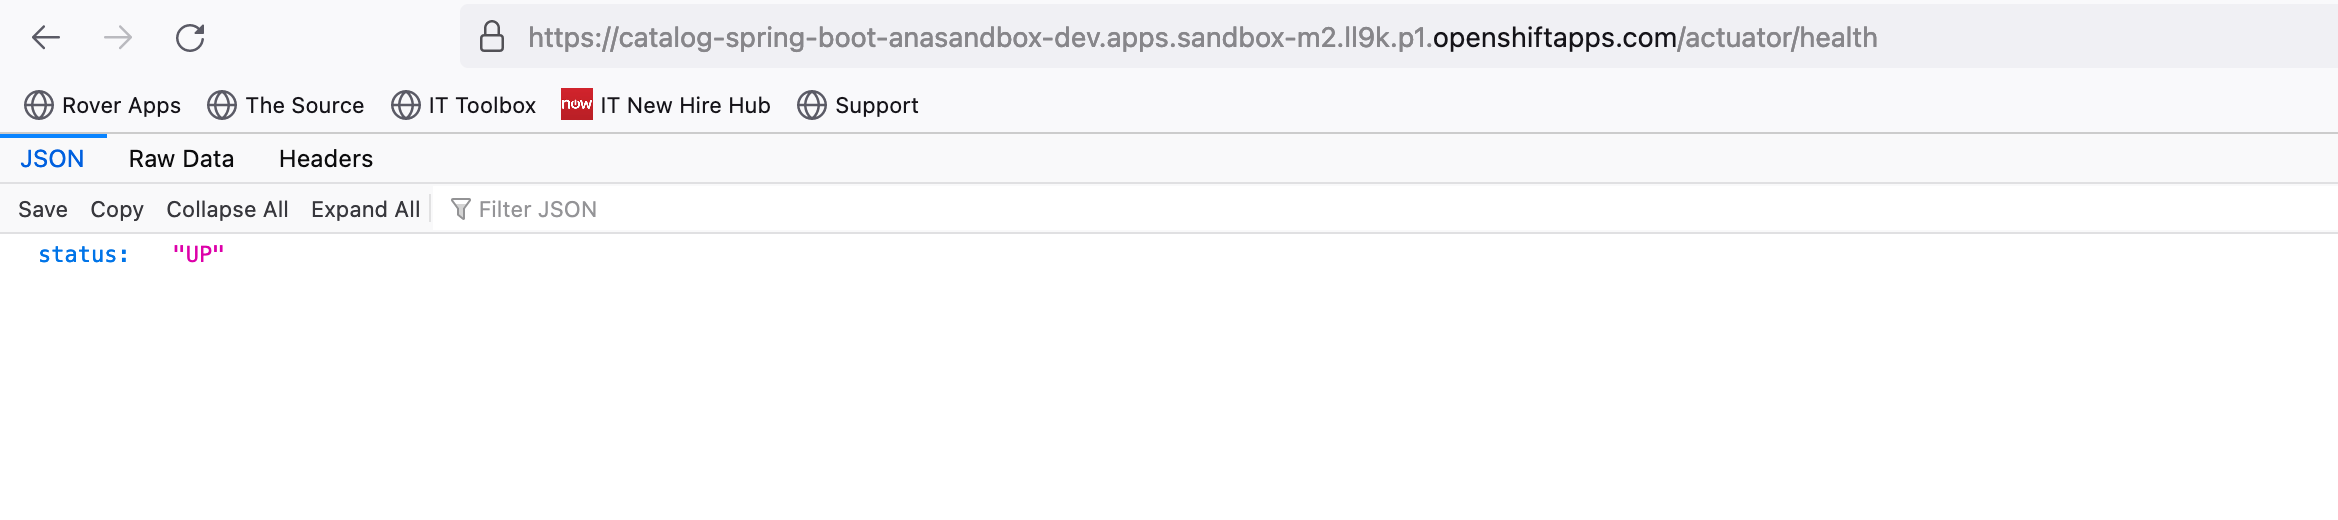 https://catalog-spring-boot-anasandbox-dev.apps.sandbox-m2.ll9k.p1.openshiftapps.com/actuator/health
Rover Apps The Source IT Toolbox now IT New Hire Hub Support
JSON Raw Data Headers
Save Copy Collapse All Expand All Filter JSON
status: "UP"